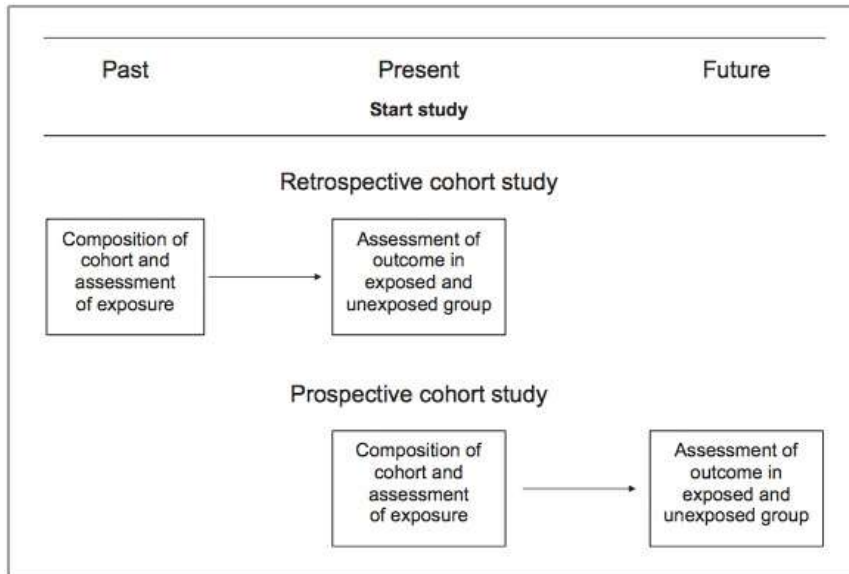 Past Present Future
Start study
Retrospective cohort study
Composition of
cohort and
assessment
of exposure
Assessment of
outcome in
exposed and
unexposed group
Prospective cohort study
Composition of
cohort and
assessment
of exposure
Assessment of
outcome in
exposed and
unexposed group